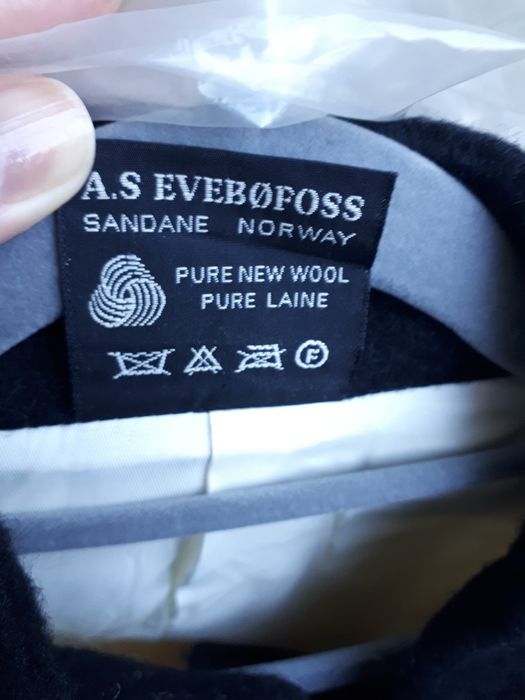 A.S EVEBØFOSS
SANDANE NORWAY
PURE NEW WOOL
PURE LAINE
F